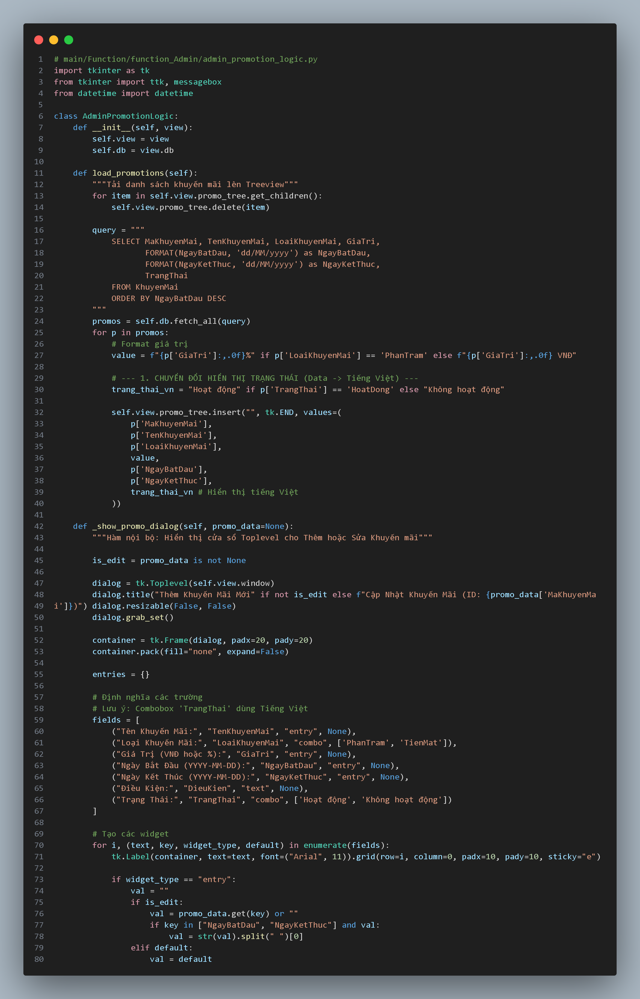 1 # main/Function/function_Admin/admin_promotion_logic.py
2 import tkinter as tk
3 from tkinter import ttk, messagebox
4 from datetime import datetime
5
6 class AdminPromotionLogic:
7     def __init__(self, view):
8         self.view = view
9         self.db = view.db
10
11     def load_promotions(self):
12         """Tải danh sách khuyến mãi lên Treeview"""
13         for item in self.view.promo_tree.get_children():
14             self.view.promo_tree.delete(item)
15
16         query = """
17             SELECT MaKhuyenMai, TenKhuyenMai, LoaiKhuyenMai, GiaTri,
18                    FORMAT(NgayBatDau, 'dd/MM/yyyy') as NgayBatDau,
19                    FORMAT(NgayKetThuc, 'dd/MM/yyyy') as NgayKetThuc,
20                    TrangThai
21             FROM KhuyenMai
22             ORDER BY NgayBatDau DESC
23         """
24         promos = self.db.fetch_all(query)
25         for p in promos:
26             # Format giá trị
27             value = f"{p['GiaTri']:,.0f}%" if p['LoaiKhuyenMai'] == 'PhanTram' else f"{p['GiaTri']:,.0f} VNĐ"
28
29             # --- 1. CHUYỂN ĐỔI HIỂN THỊ TRẠNG THÁI (Data -> Tiếng Việt) ---
30             trang_thai_vn = "Hoạt động" if p['TrangThai'] == 'HoatDong' else "Không hoạt động"
31
32             self.view.promo_tree.insert("", tk.END, values=(
33                 p['MaKhuyenMai'],
34                 p['TenKhuyenMai'],
35                 p['LoaiKhuyenMai'],
36                 value,
37                 p['NgayBatDau'],
38                 p['NgayKetThuc'],
39                 trang_thai_vn # Hiển thị tiếng Việt
40             ))
41
42     def _show_promo_dialog(self, promo_data=None):
43         """Hàm nội bộ: Hiển thị cửa sổ Toplevel cho Thêm hoặc Sửa Khuyến mãi"""
44
45         is_edit = promo_data is not None
46
47         dialog = tk.Toplevel(self.view.window)
48         dialog.title("Thêm Khuyến Mãi Mới" if not is_edit else f"Cập Nhật Khuyến Mãi (ID: {promo_data['MaKhuyenMa
49 i']})") dialog.resizable(False, False)
50         dialog.grab_set()
51
52         container = tk.Frame(dialog, padx=20, pady=20)
53         container.pack(fill="none", expand=False)
54
55         entries = {}
56
57         # Định nghĩa các trường
58         # Lưu ý: Combobox 'TrangThai' dùng Tiếng Việt
59         fields = [
60             ("Tên Khuyến Mãi:", "TenKhuyenMai", "entry", None),
61             ("Loại Khuyến Mãi:", "LoaiKhuyenMai", "combo", ['PhanTram', 'TienMat']),
62             ("Giá Trị (VNĐ hoặc %):", "GiaTri", "entry", None),
63             ("Ngày Bắt Đầu (YYYY-MM-DD):", "NgayBatDau", "entry", None),
64             ("Ngày Kết Thúc (YYYY-MM-DD):", "NgayKetThuc", "entry", None),
65             ("Điều Kiện:", "DieuKien", "text", None),
66             ("Trạng Thái:", "TrangThai", "combo", ['Hoạt động', 'Không hoạt động'])
67         ]
68
69         # Tạo các widget
70         for i, (text, key, widget_type, default) in enumerate(fields):
71             tk.Label(container, text=text, font=("Arial", 11)).grid(row=i, column=0, padx=10, pady=10, sticky="e")
72
73             if widget_type == "entry":
74                 val = ""
75                 if is_edit:
76                     val = promo_data.get(key) or ""
77                     if key in ["NgayBatDau", "NgayKetThuc"] and val:
78                         val = str(val).split(" ")[0]
79                 elif default:
80                     val = default